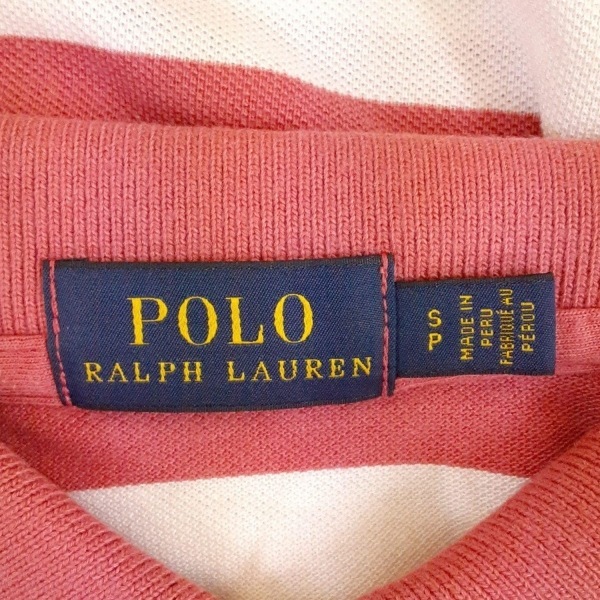 POLO
RALPH LAUREN
S
P
MADE IN
PERU
FABRIQUÉ AU
PÉROU